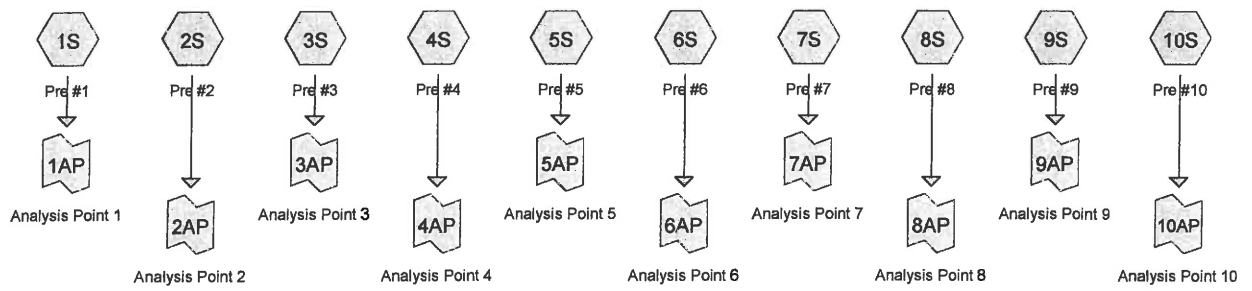 1S 2S 3S 4S 5S 6S 7S 8S 9S 10S
Pre #1 Pre #2 Pre #3 Pre #4 Pre #5 Pre #6 Pre #7 Pre #8 Pre #9 Pre #10
1AP 3AP 5AP 7AP 9AP
Analysis Point 1 Analysis Point 3 Analysis Point 5 Analysis Point 7 Analysis Point 9
2AP 4AP 6AP 8AP 10AP
Analysis Point 2 Analysis Point 4 Analysis Point 6 Analysis Point 8 Analysis Point 10